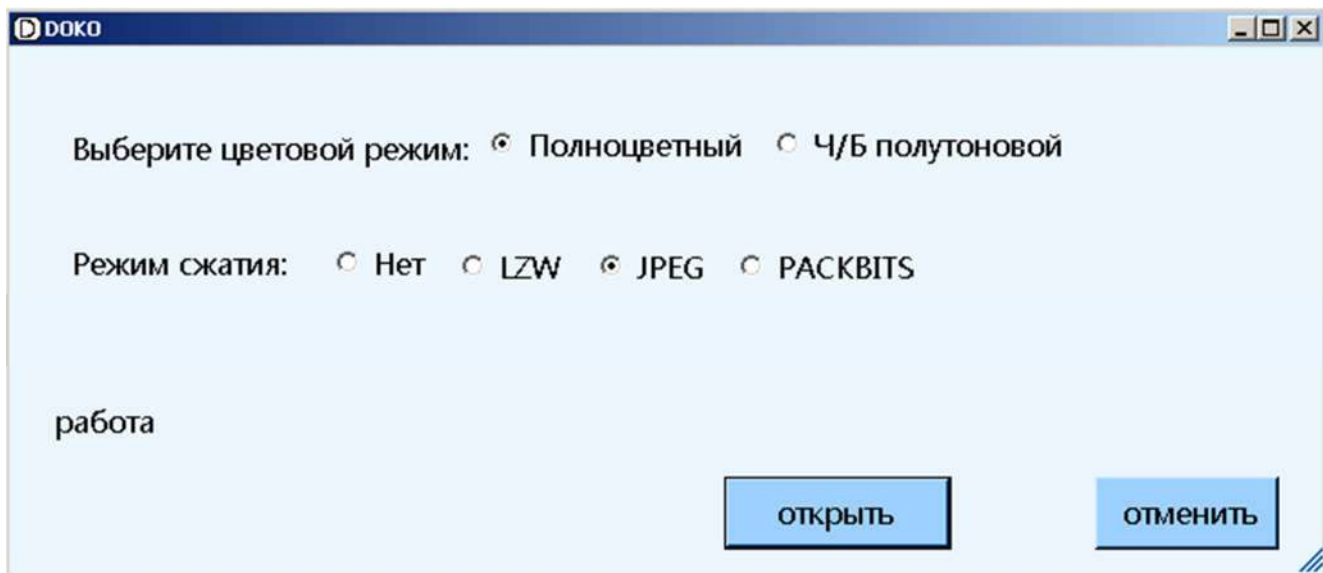 DOKO
Выберите цветовой режим: Полноцветный Ч/Б полутоновой
Режим сжатия: Нет LZW JPEG PACKBITS
работа
открыть отменить